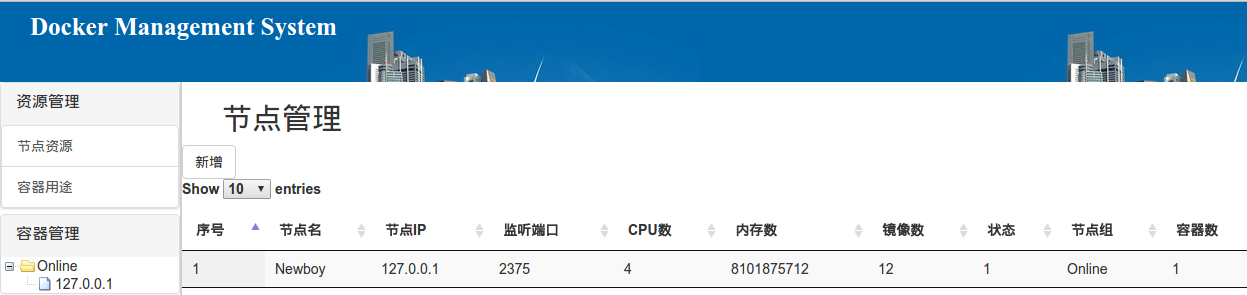 Docker Management System
资源管理
节点资源
容器用途
容器管理
Online
127.0.0.1
节点管理
新增
Show 10 entries
序号 节点名 节点IP 监听端口 CPU数 内存数 镜像数 状态 节点组 容器数
1 Newboy 127.0.0.1 2375 4 8101875712 12 1 Online 1